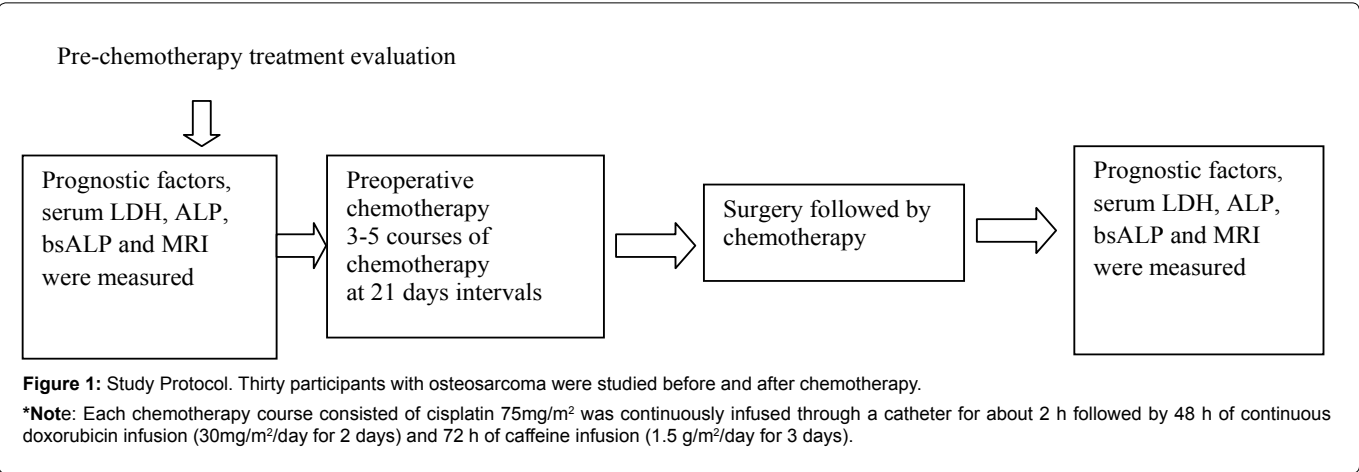 Pre-chemotherapy treatment evaluation
Prognostic factors,
serum LDH, ALP,
bsALP and MRI
were measured
Preoperative
chemotherapy
3-5 courses of
chemotherapy
at 21 days intervals
Surgery followed by
chemotherapy
Prognostic factors,
serum LDH, ALP,
bsALP and MRI
were measured
Figure 1: Study Protocol. Thirty participants with osteosarcoma were studied before and after chemotherapy.
*Note: Each chemotherapy course consisted of cisplatin 75mg/m² was continuously infused through a catheter for about 2 h followed by 48 h of continuous
doxorubicin infusion (30mg/m²/day for 2 days) and 72 h of caffeine infusion (1.5 g/m²/day for 3 days).